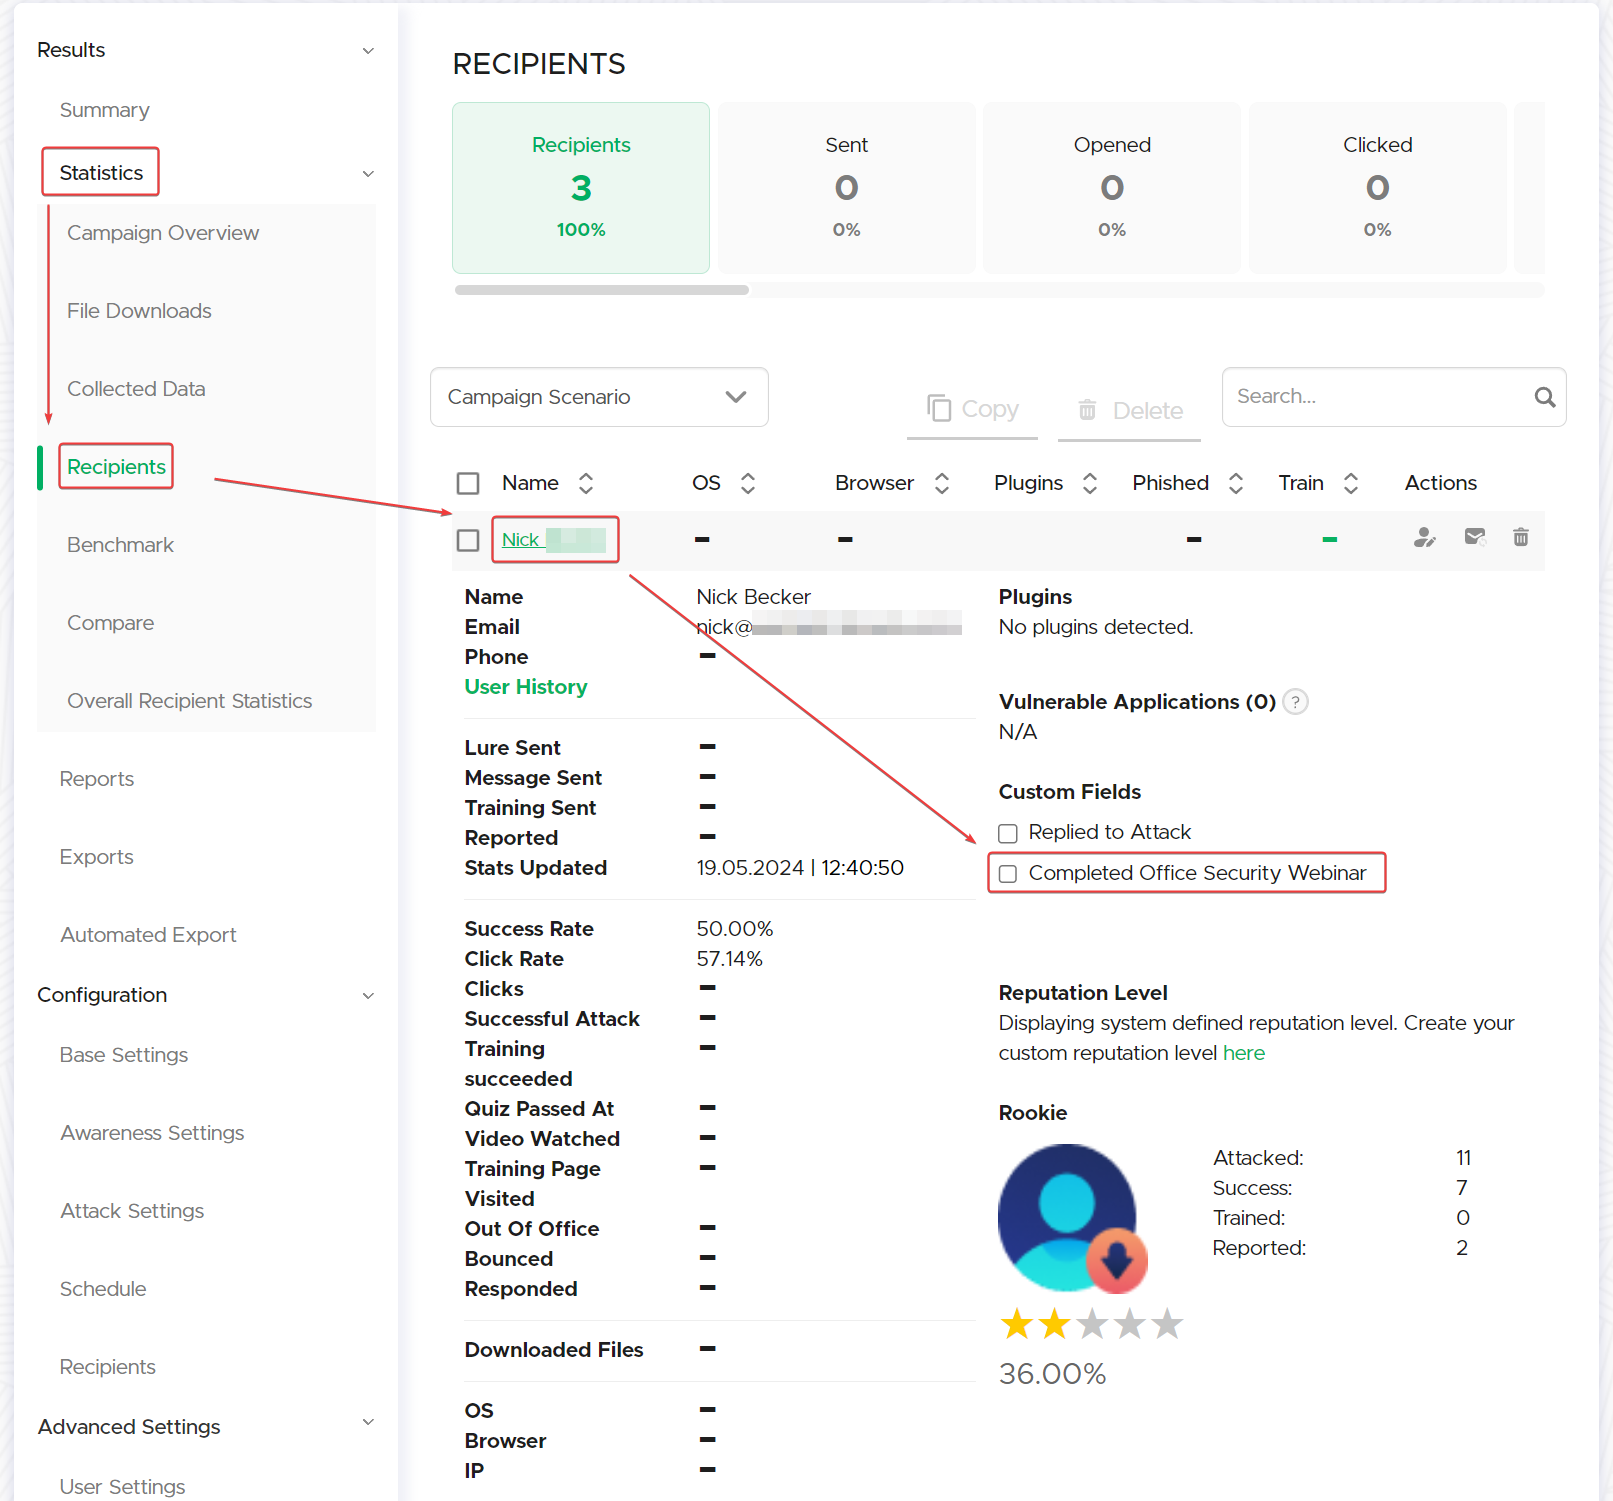 Results
Summary
Statistics
Campaign Overview
File Downloads
Collected Data
Recipients
Benchmark
Compare
Overall Recipient Statistics
Reports
Exports
Automated Export
Configuration
Base Settings
Awareness Settings
Attack Settings
Schedule
Recipients
Advanced Settings
User Settings
RECIPIENTS
Recipients
3
100%
Sent
0
0%
Opened
0
0%
Clicked
0
0%
Campaign Scenario
Copy
Delete
Search...
Name OS Browser Plugins Phished Train Actions
Nick - - - -
Name Nick Becker
Email nick@
Phone -
User History
Lure Sent -
Message Sent -
Training Sent -
Reported -
Stats Updated 19.05.2024 | 12:40:50
Success Rate 50.00%
Click Rate 57.14%
Clicks -
Successful Attack -
Training -
succeeded
Quiz Passed At -
Video Watched -
Training Page -
Visited
Out Of Office -
Bounced -
Responded -
Downloaded Files -
OS -
Browser -
IP -
Plugins
No plugins detected.
Vulnerable Applications (0) ?
N/A
Custom Fields
Replied to Attack
Completed Office Security Webinar
Reputation Level
Displaying system defined reputation level. Create your
custom reputation level here
Rookie
Attacked: 11
Success: 7
Trained: 0
Reported: 2
36.00%